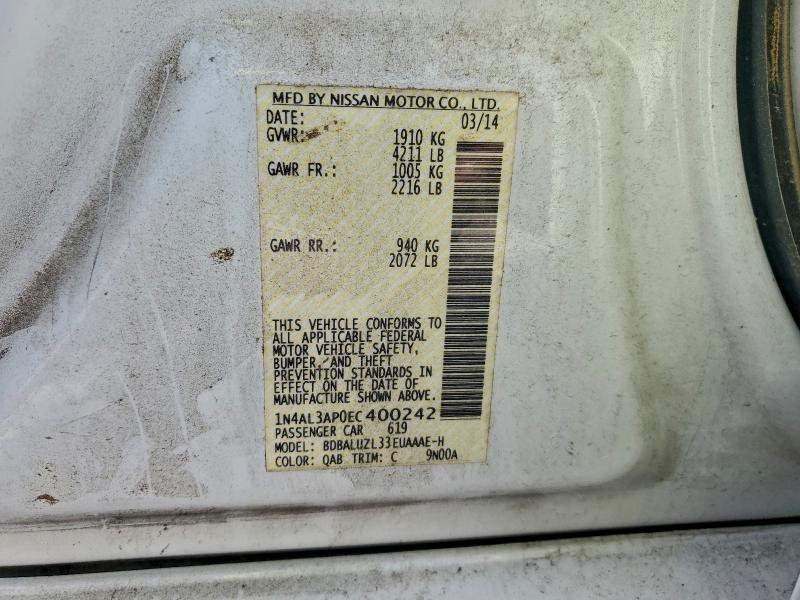 MFD BY NISSAN MOTOR CO., LTD.
DATE: 03/14
GVWR: 1910 KG
4211 LB
GAWR FR.: 1005 KG
2216 LB
GAWR RR.: 940 KG
2072 LB
THIS VEHICLE CONFORMS TO
ALL APPLICABLE FEDERAL
MOTOR VEHICLE SAFETY,
BUMPER, AND THEFT
PREVENTION STANDARDS IN
EFFECT ON THE DATE OF
MANUFACTURE SHOWN ABOVE.
1N4AL3AP0EC400242
PASSENGER CAR 619
MODEL: BDBALUZL33EUAAAE-H
COLOR: QAB TRIM: C 9N00A